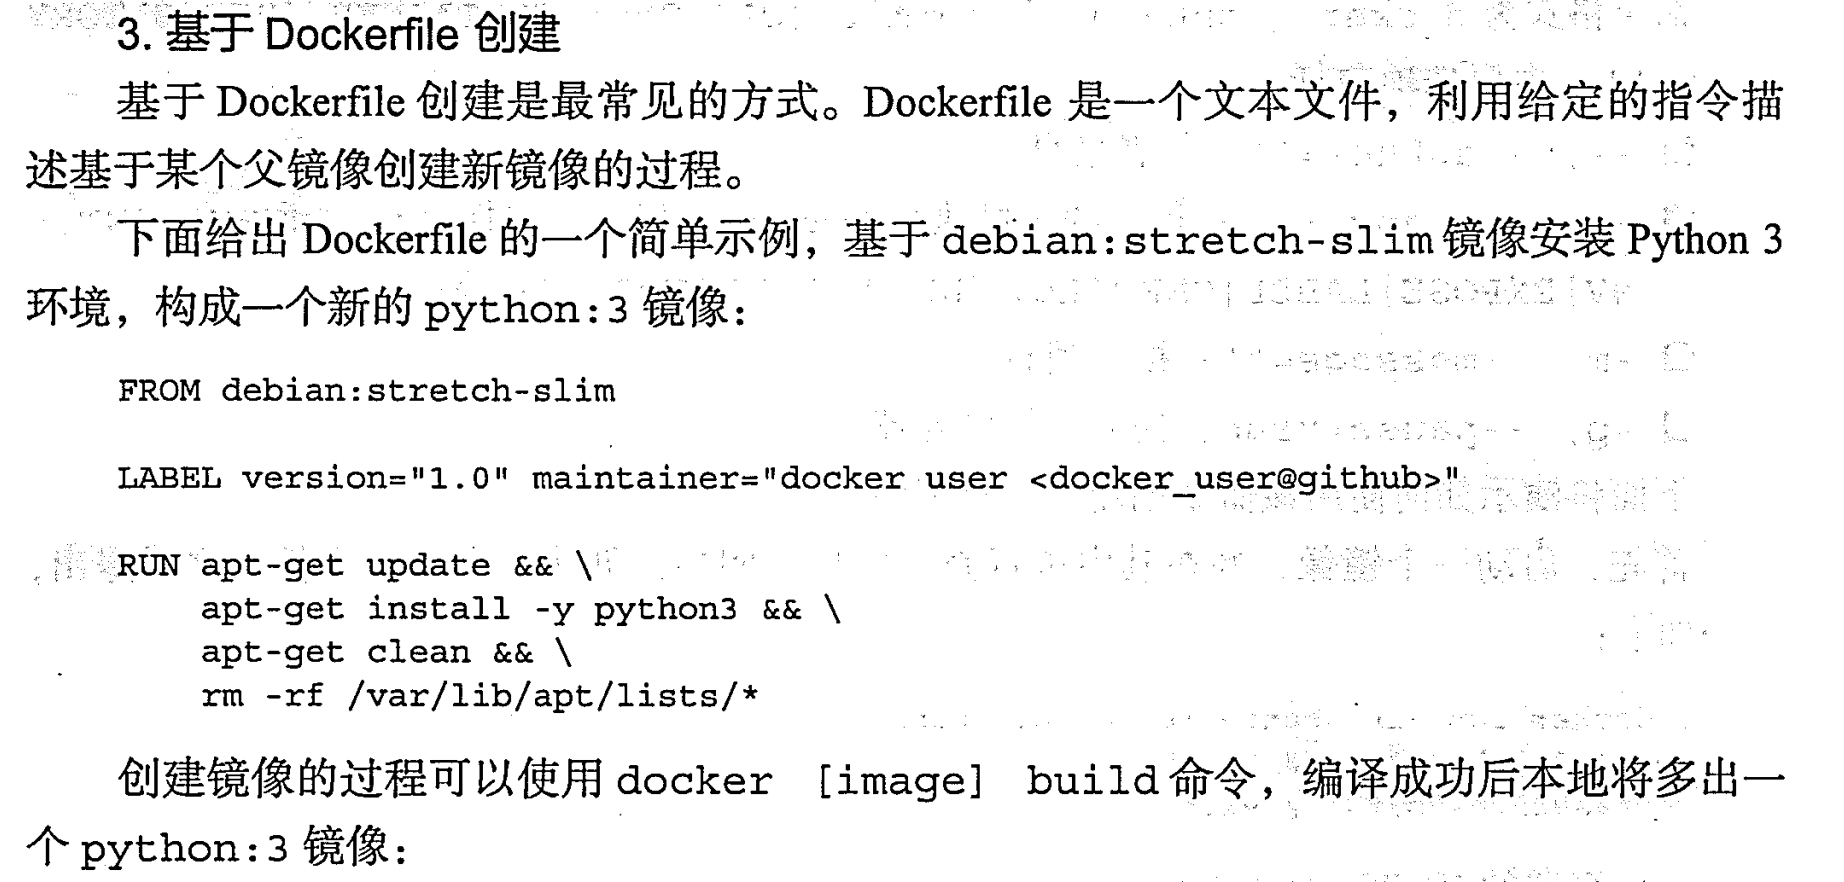 3. 基于 Dockerfile 创建
基于 Dockerfile 创建是最常见的方式。Dockerfile 是一个文本文件，利用给定的指令描
述基于某个父镜像创建新镜像的过程。
下面给出 Dockerfile 的一个简单示例，基于 debian:stretch-slim 镜像安装 Python 3
环境，构成一个新的 python:3 镜像：
FROM debian:stretch-slim
LABEL version="1.0" maintainer="docker user <docker_user@github>"
RUN apt-get update && \
apt-get install -y python3 && \
apt-get clean && \
rm -rf /var/lib/apt/lists/*
创建镜像的过程可以使用 docker [image] build 命令，编译成功后本地将多出一
个 python:3 镜像：